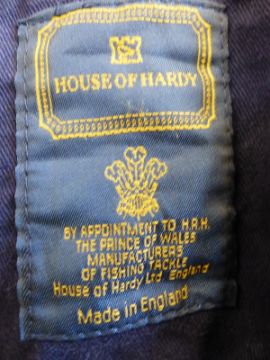 HOUSE OF HARDY
BY APPOINTMENT TO H.R.H.
THE PRINCE OF WALES
MANUFACTURERS
OF FISHING TACKLE
House of Hardy Ltd England
Made in England